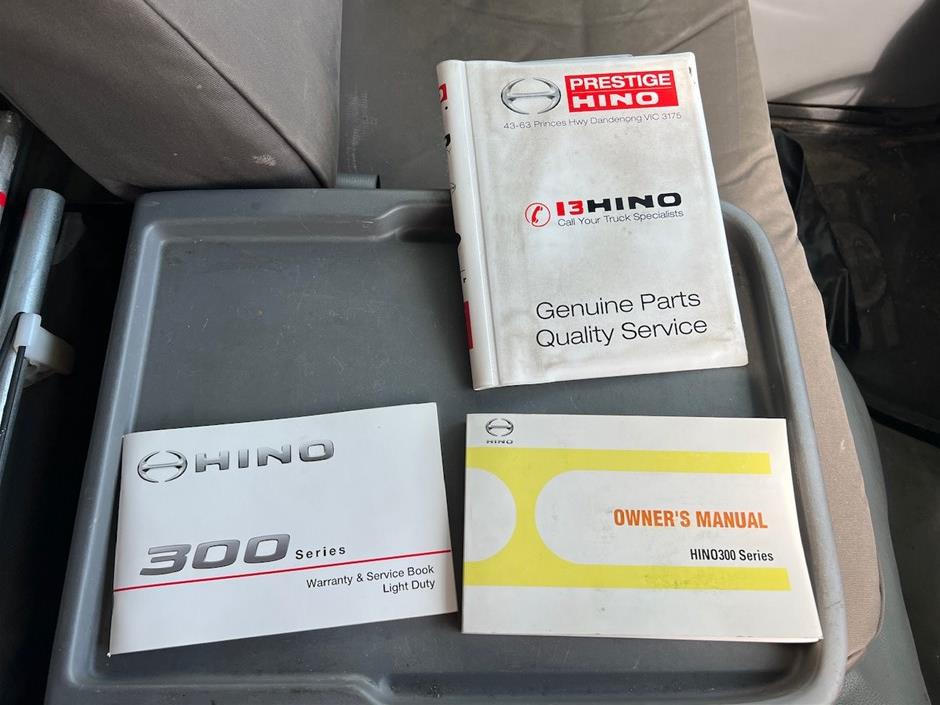 PRESTIGE
HINO
43-63 Princes Hwy Dandenong VIC 3175
13HINO
Call Your Truck Specialists
Genuine Parts
Quality Service
HINO
300 Series
Warranty & Service Book
Light Duty
HINO
OWNER'S MANUAL
HINO300 Series